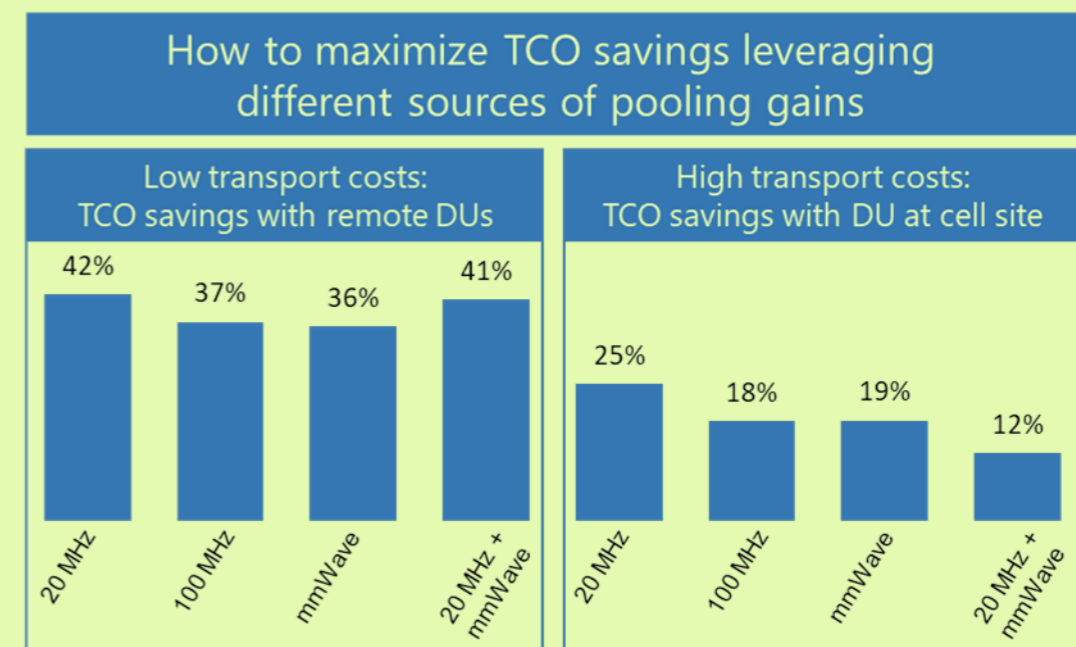 How to maximize TCO savings leveraging
different sources of pooling gains
Low transport costs:
TCO savings with remote DUs
42%
37%
36%
41%
20 MHz
100 MHz
mmWave
20 MHz +
mmWave
High transport costs:
TCO savings with DU at cell site
25%
18%
19%
12%
20 MHz
100 MHz
mmWave
20 MHz +
mmWave